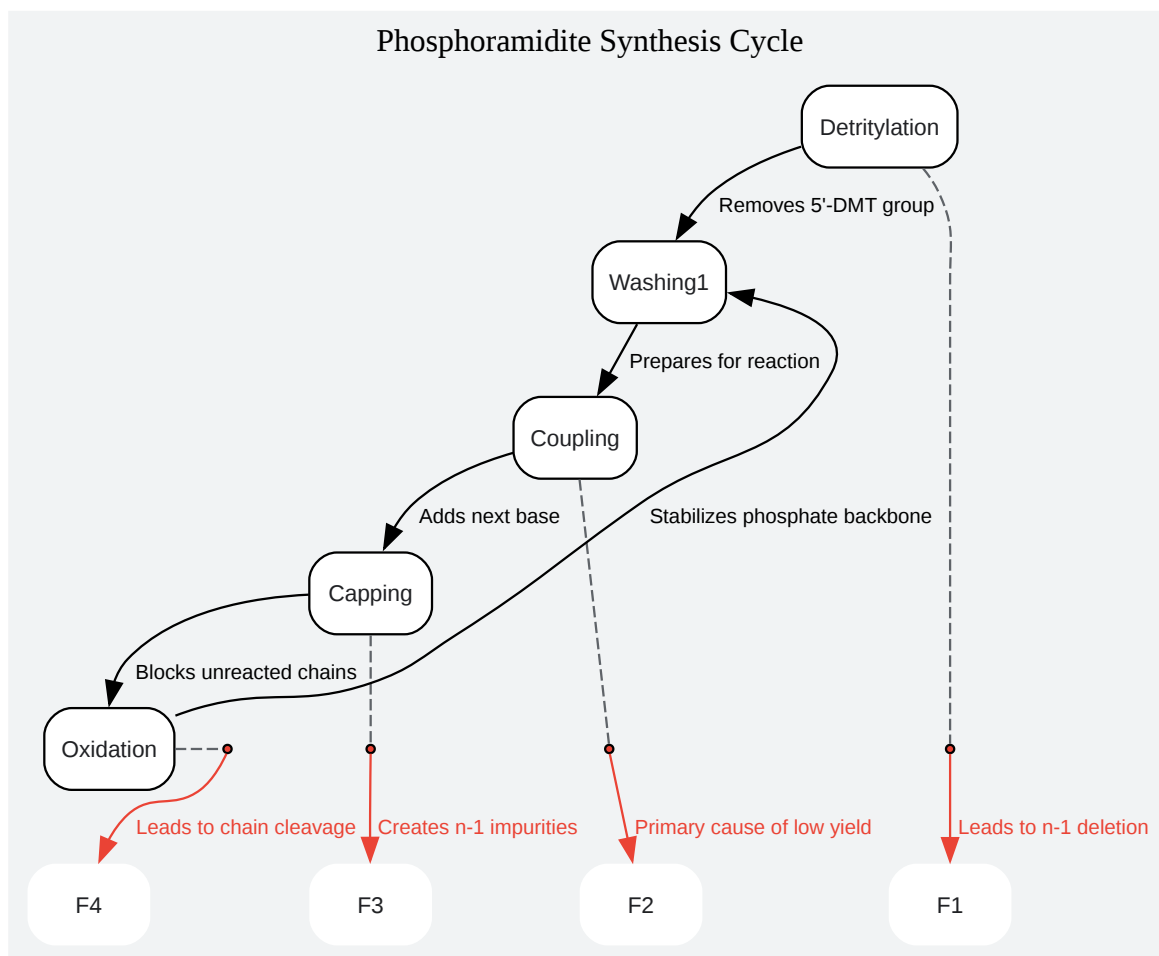 Phosphoramidite Synthesis Cycle
Detritylation
Removes 5'-DMT group
Washing1
Prepares for reaction
Coupling
Adds next base
Stabilizes phosphate backbone
Capping
Blocks unreacted chains
Oxidation
Leads to chain cleavage
Creates n-1 impurities
Primary cause of low yield
Leads to n-1 deletion
F4
F3
F2
F1